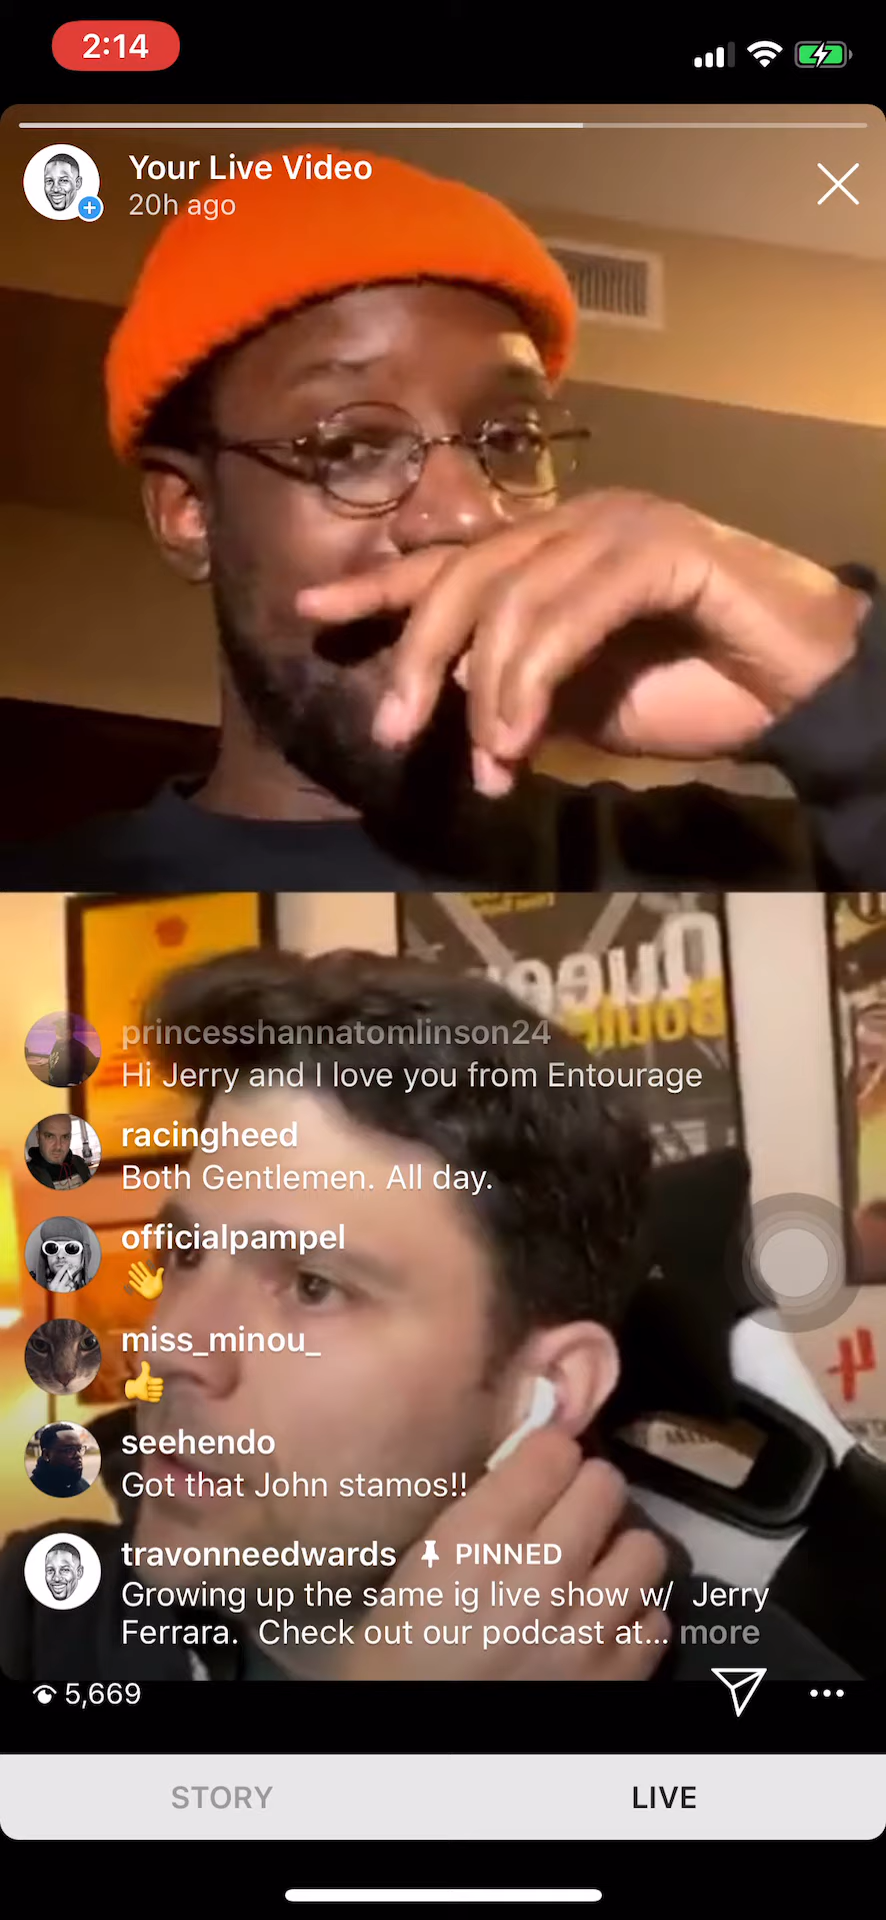 2:14
Your Live Video
20h ago
Queen
princesshannatomlinson24
Hi Jerry and I love you from Entourage
racingheed
Both Gentlemen. All day.
officialpampel
👋
miss_minou_
👍
seehendo
Got that John stamos!!
travonneedwards PINNED
Growing up the same ig live show w/ Jerry
Ferrara. Check out our podcast at... more
5,669
STORY LIVE